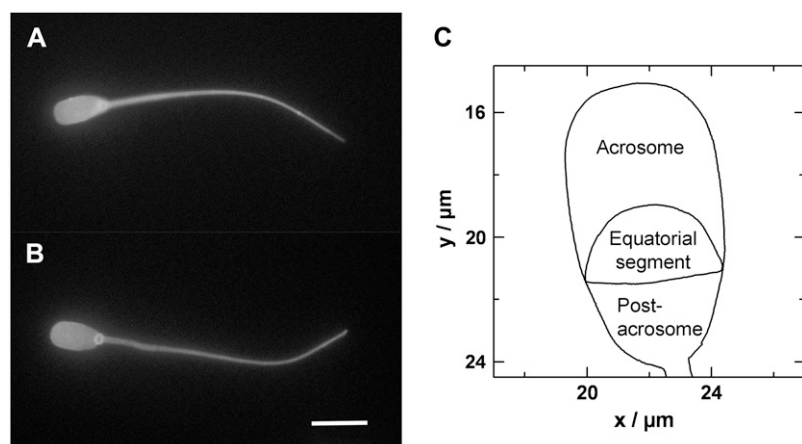 A
B
C
16
20
24
y / µm
Acrosome
Equatorial
segment
Post-
acrosome
20
24
x / µm